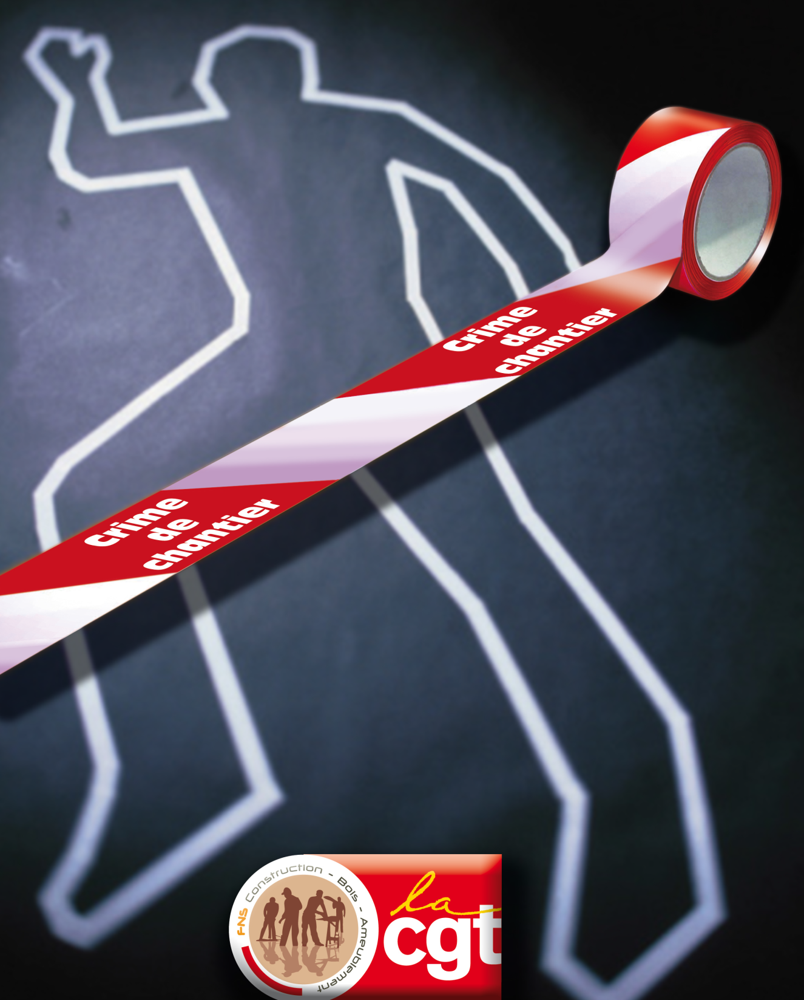 Crime
de
chantier
Crime
de
chantier
FNS Construction - Bois - Ameublement
la
cgt